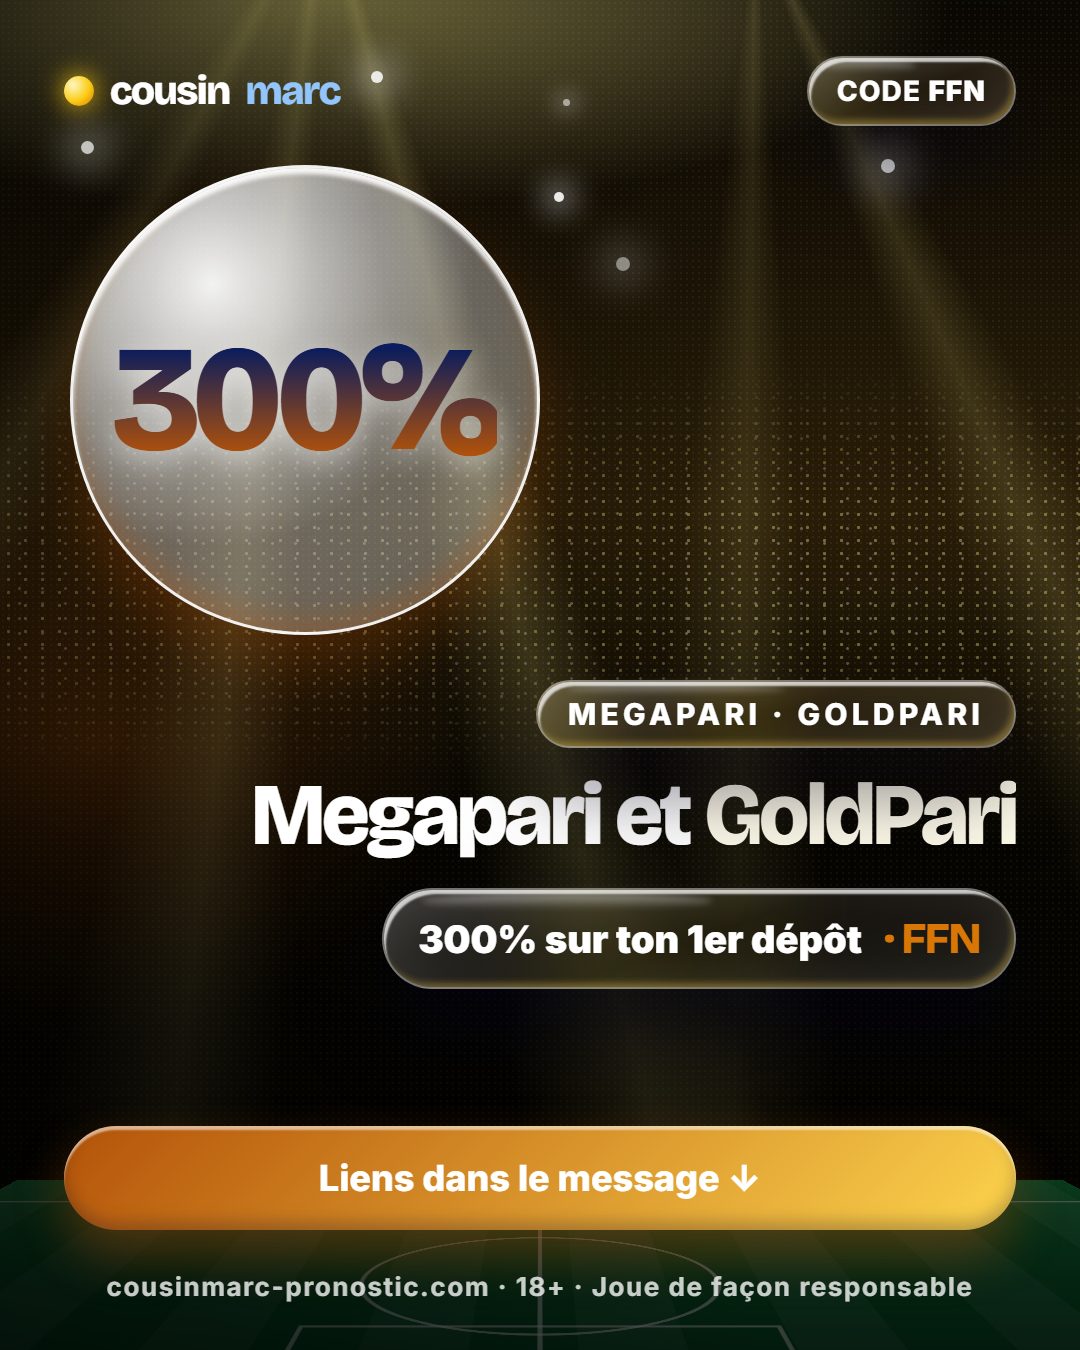 cousin marc
CODE FFN
300%
MEGAPARI · GOLDPARI
Megapari et GoldPari
300% sur ton 1er dépôt · FFN
Liens dans le message ↓
cousinmarc-pronostic.com · 18+ · Joue de façon responsable